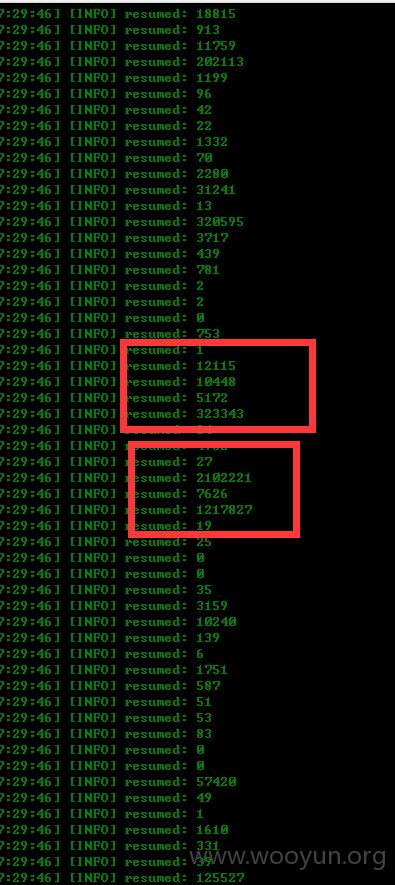 7:29:46] [INFO] resumed: 18815
7:29:46] [INFO] resumed: 913
7:29:46] [INFO] resumed: 11759
7:29:46] [INFO] resumed: 202113
7:29:46] [INFO] resumed: 1199
7:29:46] [INFO] resumed: 96
7:29:46] [INFO] resumed: 42
7:29:46] [INFO] resumed: 22
7:29:46] [INFO] resumed: 1332
7:29:46] [INFO] resumed: 70
7:29:46] [INFO] resumed: 2280
7:29:46] [INFO] resumed: 31241
7:29:46] [INFO] resumed: 13
7:29:46] [INFO] resumed: 320595
7:29:46] [INFO] resumed: 3717
7:29:46] [INFO] resumed: 439
7:29:46] [INFO] resumed: 781
7:29:46] [INFO] resumed: 2
7:29:46] [INFO] resumed: 2
7:29:46] [INFO] resumed: 0
7:29:46] [INFO] resumed: 753
7:29:46] [INFO] resumed: 1
7:29:46] [INFO] resumed: 12115
7:29:46] [INFO] resumed: 10448
7:29:46] [INFO] resumed: 5172
7:29:46] [INFO] resumed: 323343
7:29:46] [INFO]
7:29:46] [INFO]
7:29:46] [INFO] resumed: 27
7:29:46] [INFO] resumed: 2102221
7:29:46] [INFO] resumed: 7626
7:29:46] [INFO] resumed: 1217827
7:29:46] [INFO] resumed: 19
7:29:46] [INFO] resumed: 25
7:29:46] [INFO] resumed: 0
7:29:46] [INFO] resumed: 0
7:29:46] [INFO] resumed: 35
7:29:46] [INFO] resumed: 3159
7:29:46] [INFO] resumed: 10240
7:29:46] [INFO] resumed: 139
7:29:46] [INFO] resumed: 6
7:29:46] [INFO] resumed: 1751
7:29:46] [INFO] resumed: 587
7:29:46] [INFO] resumed: 51
7:29:46] [INFO] resumed: 53
7:29:46] [INFO] resumed: 83
7:29:46] [INFO] resumed: 0
7:29:46] [INFO] resumed: 0
7:29:46] [INFO] resumed: 57420
7:29:46] [INFO] resumed: 49
7:29:46] [INFO] resumed: 1
7:29:46] [INFO] resumed: 1610
7:29:46] [INFO] resumed: 331
7:29:46] [INFO] resumed: 39
7:29:46] [INFO] resumed: 125527
www.wooyun.org